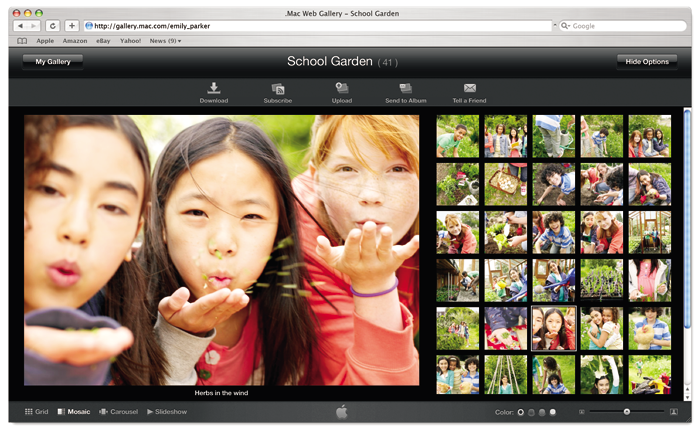 .Mac Web Gallery – School Garden
http://gallery.mac.com/emily_parker
Google
Apple Amazon eBay Yahoo! News (9)
My Gallery
School Garden (41)
Hide Options
Download Subscribe Upload Send to Album Tell a Friend
Herbs in the wind
Grid Mosaic Carousel Slideshow
Color: